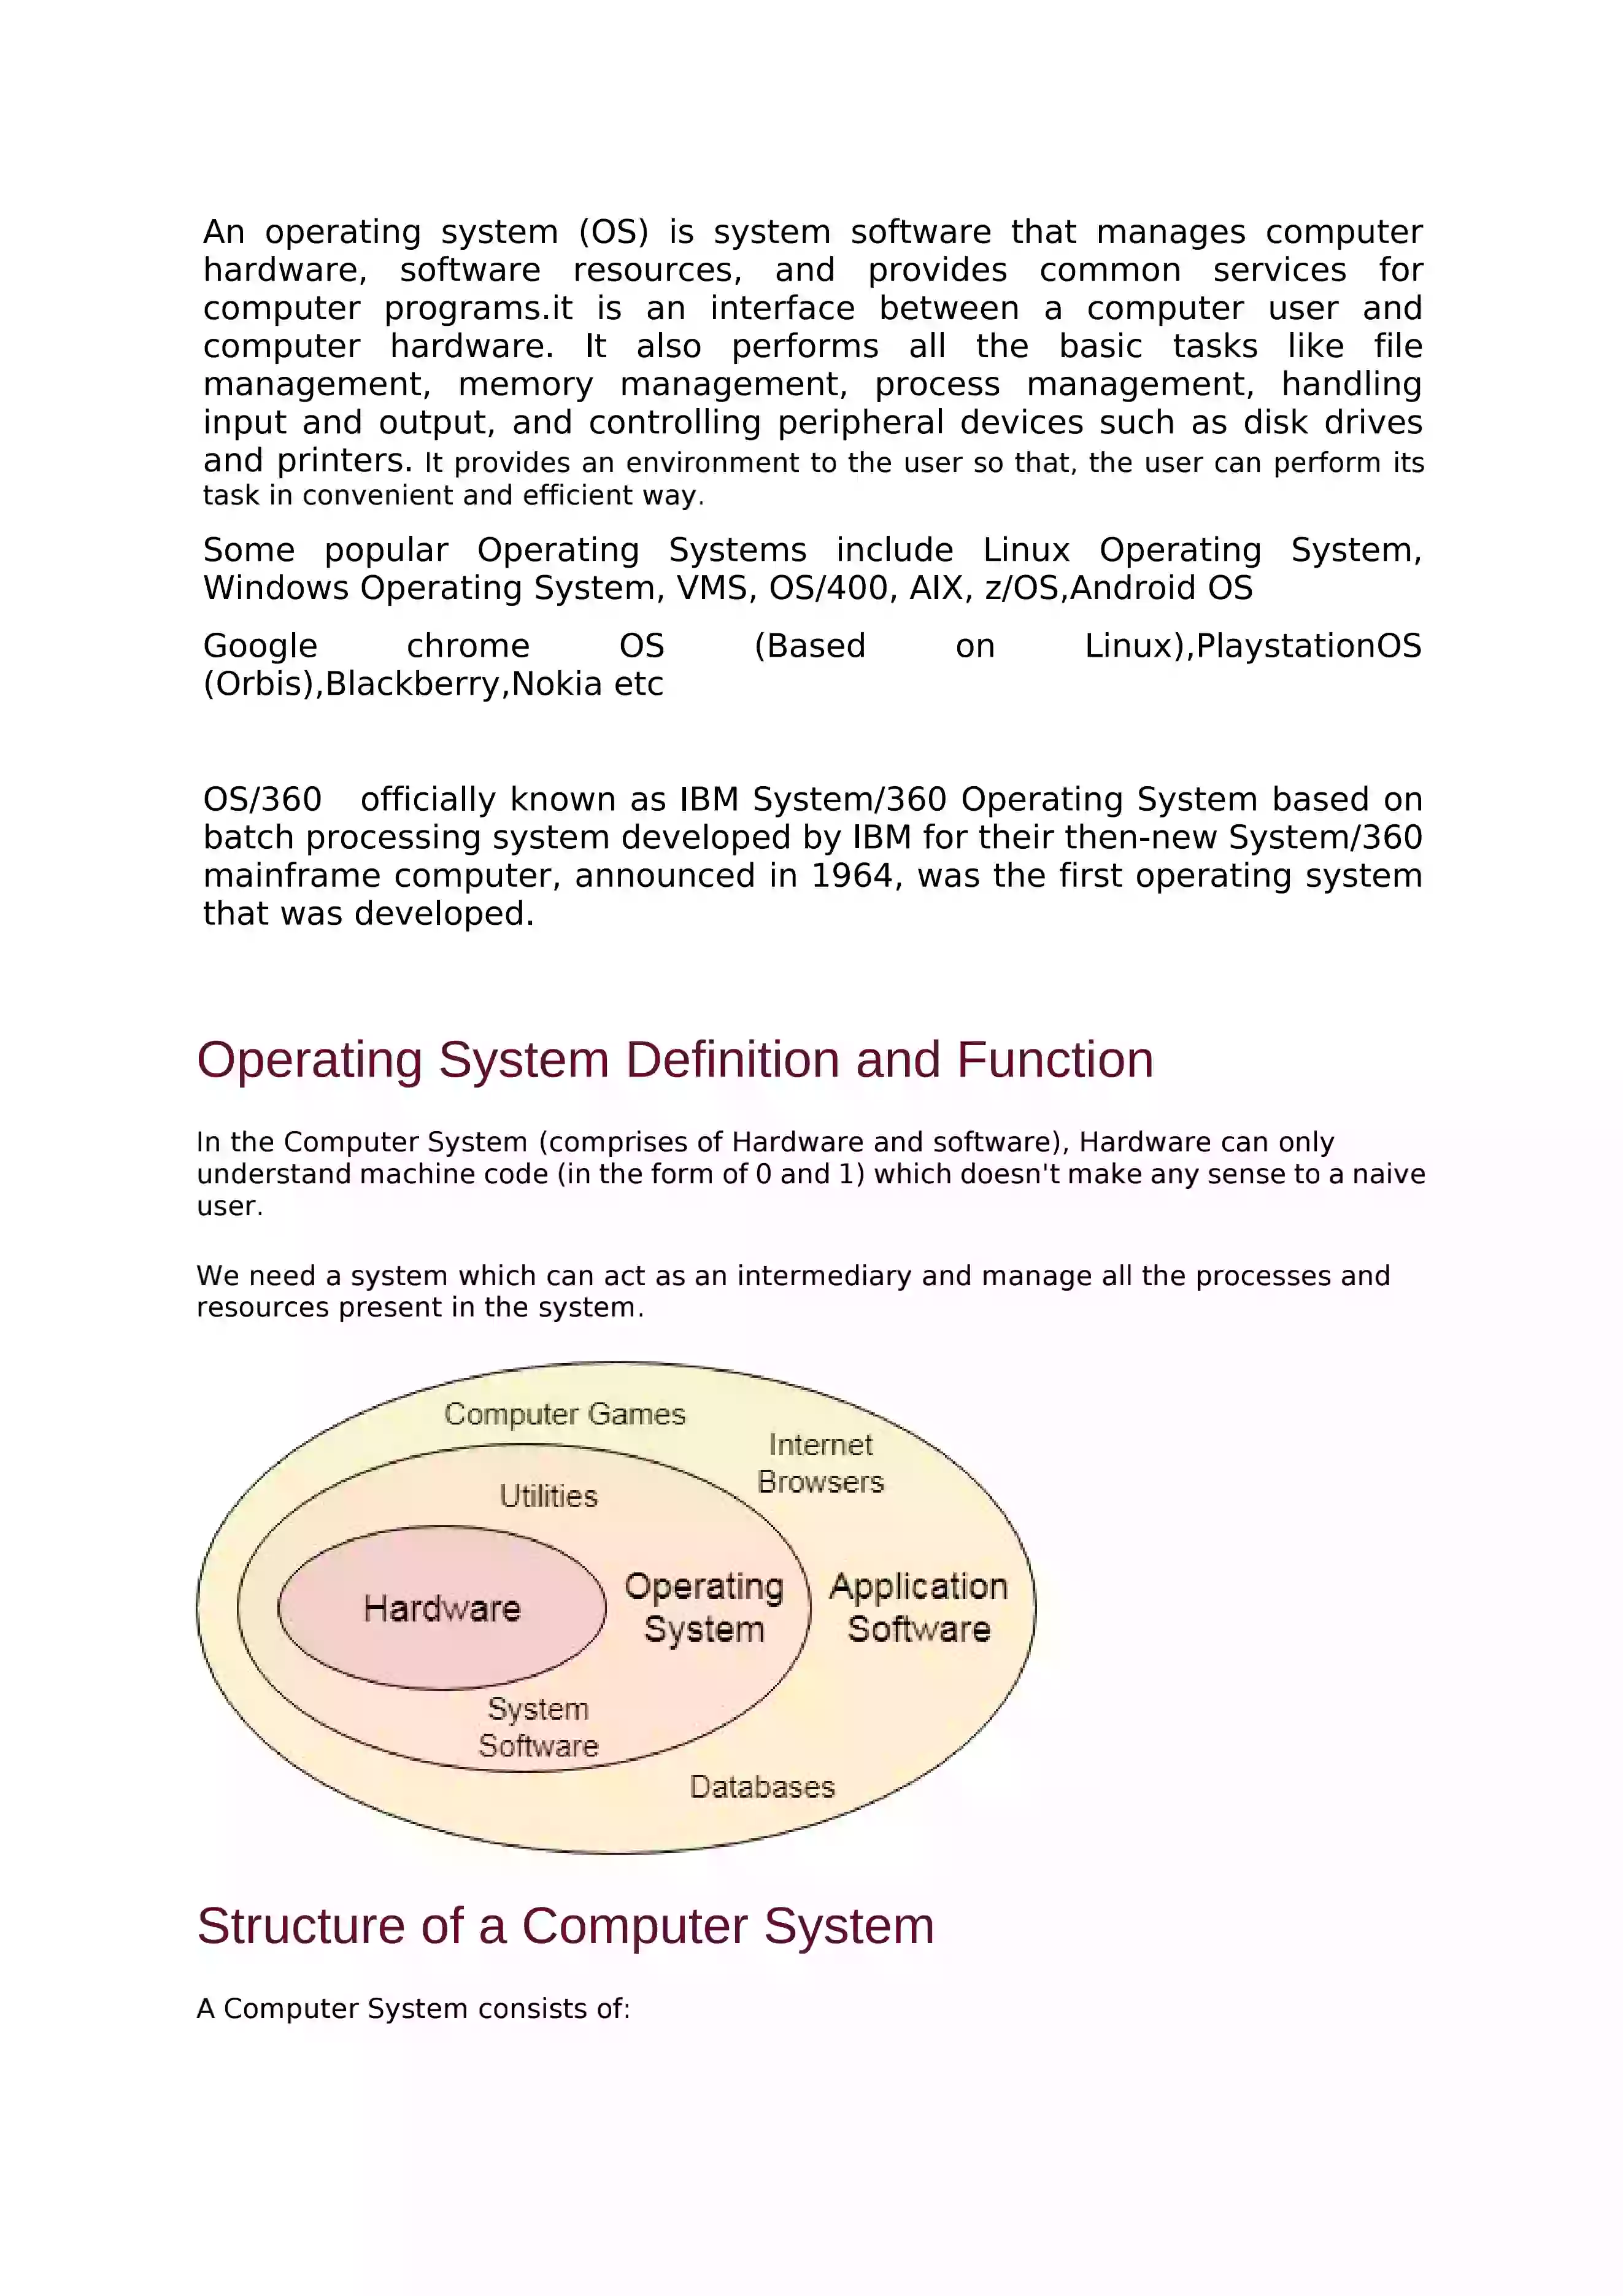 An operating system (OS) is system software that manages computer
hardware, software resources, and provides common services for
computer programs.it is an interface between a computer user and
computer hardware. It also performs all the basic tasks like file
management, memory management, process management, handling
input and output, and controlling peripheral devices such as disk drives
and printers. It provides an environment to the user so that, the user can perform its
task in convenient and efficient way.
Some popular Operating Systems include Linux Operating System,
Windows Operating System, VMS, OS/400, AIX, z/OS,Android OS
Google chrome OS (Based on Linux),PlaystationOS
(Orbis),Blackberry,Nokia etc
OS/360 officially known as IBM System/360 Operating System based on
batch processing system developed by IBM for their then-new System/360
mainframe computer, announced in 1964, was the first operating system
that was developed.
Operating System Definition and Function
In the Computer System (comprises of Hardware and software), Hardware can only
understand machine code (in the form of 0 and 1) which doesn't make any sense to a naive
user.
We need a system which can act as an intermediary and manage all the processes and
resources present in the system.
Computer Games
Internet
Browsers
Utilities
Hardware
Operating
System
Application
Software
System
Software
Databases
Structure of a Computer System
A Computer System consists of: